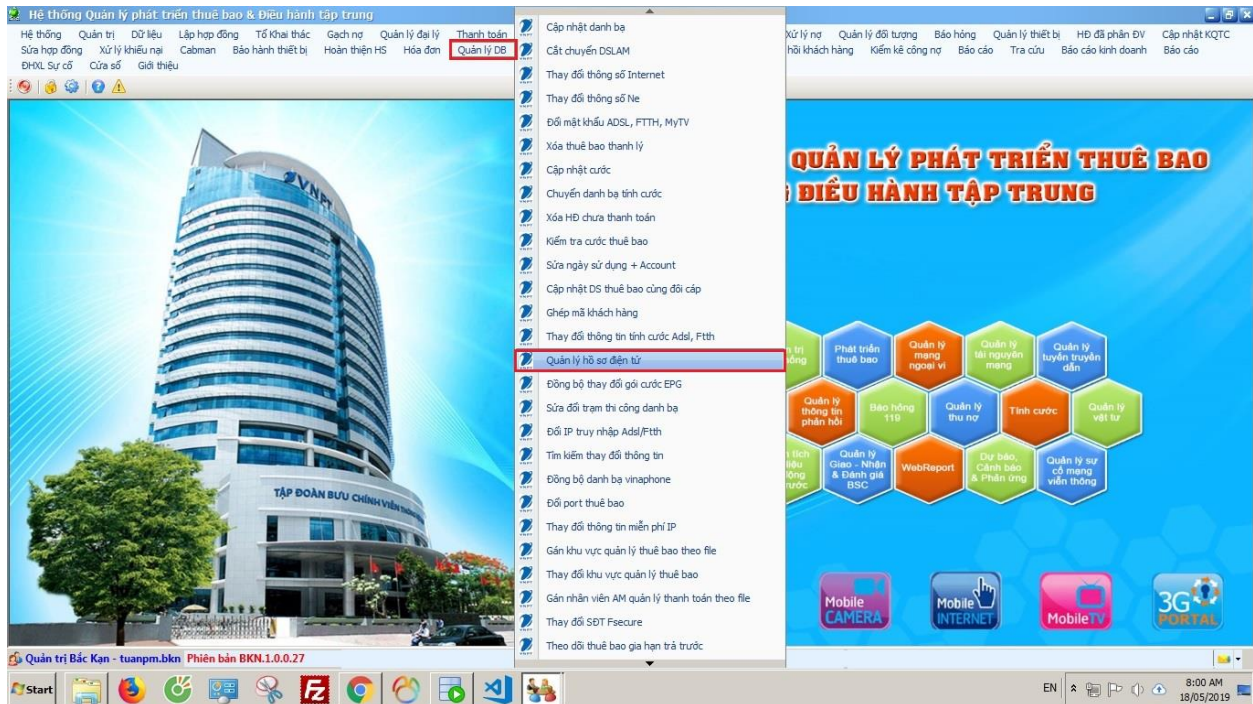 Hệ thống Quản lý phát triển thuê bao & Điều hành tập trung
Hệ thống Quản trị Dữ liệu Lập hợp đồng Tổ Khai thác Gạch nợ Quản lý đại lý Thanh toán Xử lý nợ Quản lý đối tượng Báo hỏng Quản lý thiết bị HĐ đã phân ĐV Cập nhật KQTC
Sửa hợp đồng Xử lý khiếu nại Cabman Bảo hành thiết bị Hoàn thiện HS Hóa đơn Quản lý DB hồi khách hàng Kiểm kê công nợ Báo cáo Tra cứu Báo cáo kinh doanh Báo cáo
ĐHXL Sự cố Cửa sổ Giới thiệu
Cập nhật danh bạ
Cắt chuyển DSLAM
Thay đổi thông số Internet
Thay đổi thông số Ne
Đổi mật khẩu ADSL, FTTH, MyTV
Xóa thuê bao thanh lý
Cập nhật cước
Chuyển danh bạ tính cước
Xóa HĐ chưa thanh toán
Kiểm tra cước thuê bao
Sửa ngày sử dụng + Account
Cập nhật DS thuê bao cùng đôi cáp
Ghép mã khách hàng
Thay đổi thông tin tính cước Adsl, Ftth
Quản lý hồ sơ điện tử
Đồng bộ thay đổi gói cước EPG
Sửa đổi trạm thi công danh bạ
Đổi IP truy nhập Adsl/Ftth
Tìm kiếm thay đổi thông tin
Đồng bộ danh bạ vinaphone
Đổi port thuê bao
Thay đổi thông tin miễn phí IP
Gán khu vực quản lý thuê bao theo file
Thay đổi khu vực quản lý thuê bao
Gán nhân viên AM quản lý thanh toán theo file
Thay đổi SĐT Fsecure
Theo dõi thuê bao gia hạn trả trước
VNPT
TẬP ĐOÀN BƯU CHÍNH VIỄN THÔNG
QUẢN LÝ PHÁT TRIỂN THUÊ BAO
ĐIỀU HÀNH TẬP TRUNG
Phát triển
thuê bao
Quản lý
mạng
ngoại vi
Quản lý
tài nguyên
mạng
Quản lý
tuyến truyền
dẫn
Quản lý
thông tin
phản hồi
Báo hỏng
119
Quản lý
thu nợ
Tính cước
Quản lý
vật tư
Quản lý
Giao - Nhận
& Đánh giá
BSC
WebReport
Dự báo,
Cảnh báo
& Phản ứng
Quản lý sự
cố mạng
viễn thông
Mobile
CAMERA
Mobile
INTERNET
MobileTV
3G
PORTAL
Quản trị Bắc Kạn - tuanpm.bkn Phiên bản BKN.1.0.0.27
Start
EN
8:00 AM
18/05/2019